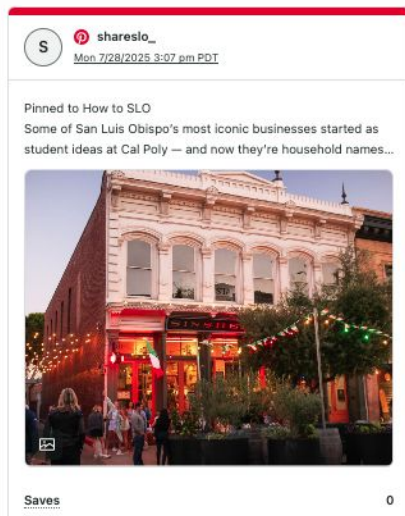 S
shareslo_
Mon 7/28/2025 3:07 pm PDT
Pinned to How to SLO
Some of San Luis Obispo's most iconic businesses started as
student ideas at Cal Poly — and now they're household names...
SINSHE
Saves
0